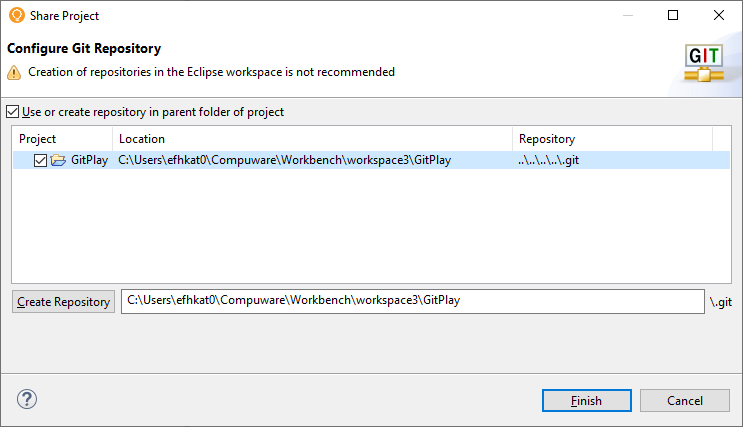 Share Project
Configure Git Repository
Creation of repositories in the Eclipse workspace is not recommended
GIT
Use or create repository in parent folder of project
Project Location Repository
GitPlay C:\Users\efhkat0\Compuware\Workbench\workspace3\GitPlay ..\..\..\..\.git
Create Repository C:\Users\efhkat0\Compuware\Workbench\workspace3\GitPlay \.git
? Finish Cancel